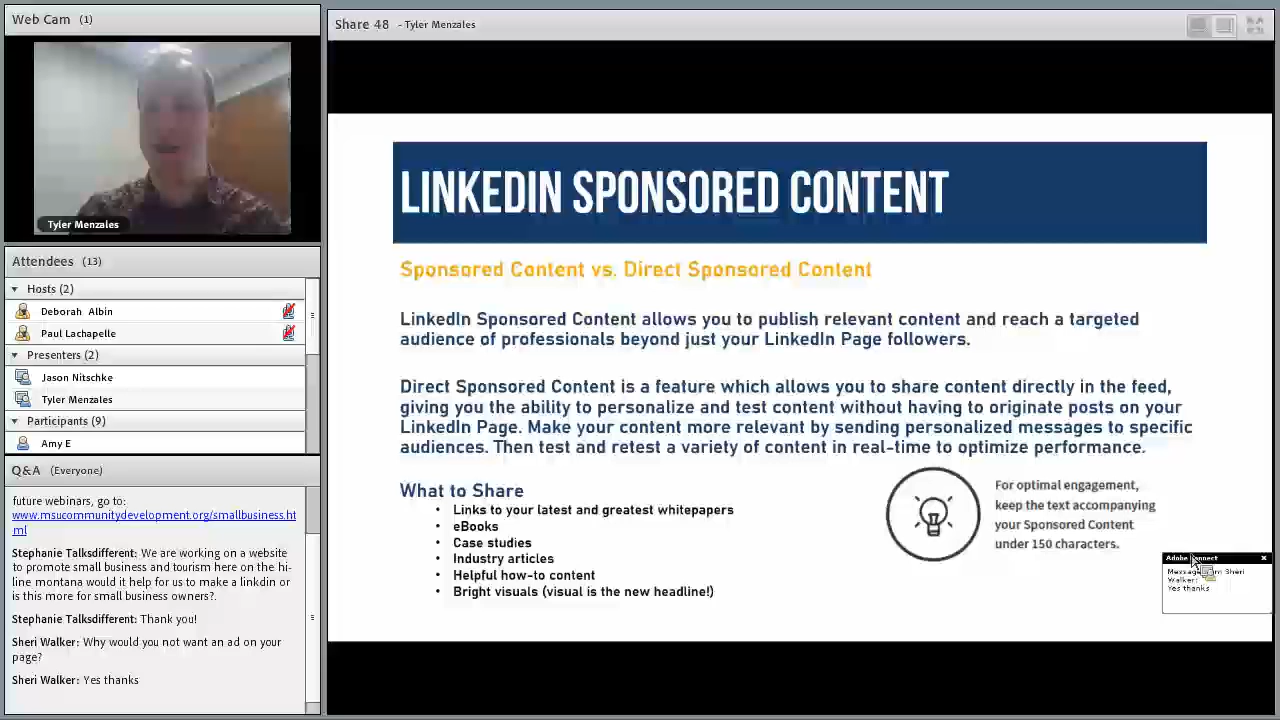 Web Cam (1)
Tyler Menzales
Attendees (13)
Hosts (2)
Deborah Albin
Paul Lachapelle
Presenters (2)
Jason Nitschke
Tyler Menzales
Participants (9)
Amy E
Q&A (Everyone)
future webinars, go to:
www.msucommunitydevelopment.org/smallbusiness.ht
ml
Stephanie Talksdifferent: We are working on a website
to promote small business and tourism here on the hi-
line montana would it help for us to make a linkdin or
is this more for small business owners?.
Stephanie Talksdifferent: Thank you!
Sheri Walker: Why would you not want an ad on your
page?
Sheri Walker: Yes thanks
Share 48 - Tyler Menzales
LINKEDIN SPONSORED CONTENT
Sponsored Content vs. Direct Sponsored Content
LinkedIn Sponsored Content allows you to publish relevant content and reach a targeted
audience of professionals beyond just your LinkedIn Page followers.
Direct Sponsored Content is a feature which allows you to share content directly in the feed,
giving you the ability to personalize and test content without having to originate posts on your
LinkedIn Page. Make your content more relevant by sending personalized messages to specific
audiences. Then test and retest a variety of content in real-time to optimize performance.
What to Share
• Links to your latest and greatest whitepapers
• eBooks
• Case studies
• Industry articles
• Helpful how-to content
• Bright visuals (visual is the new headline!)
For optimal engagement,
keep the text accompanying
your Sponsored Content
under 150 characters.
Adobe Connect
Sheri
Walker:
Yes thanks